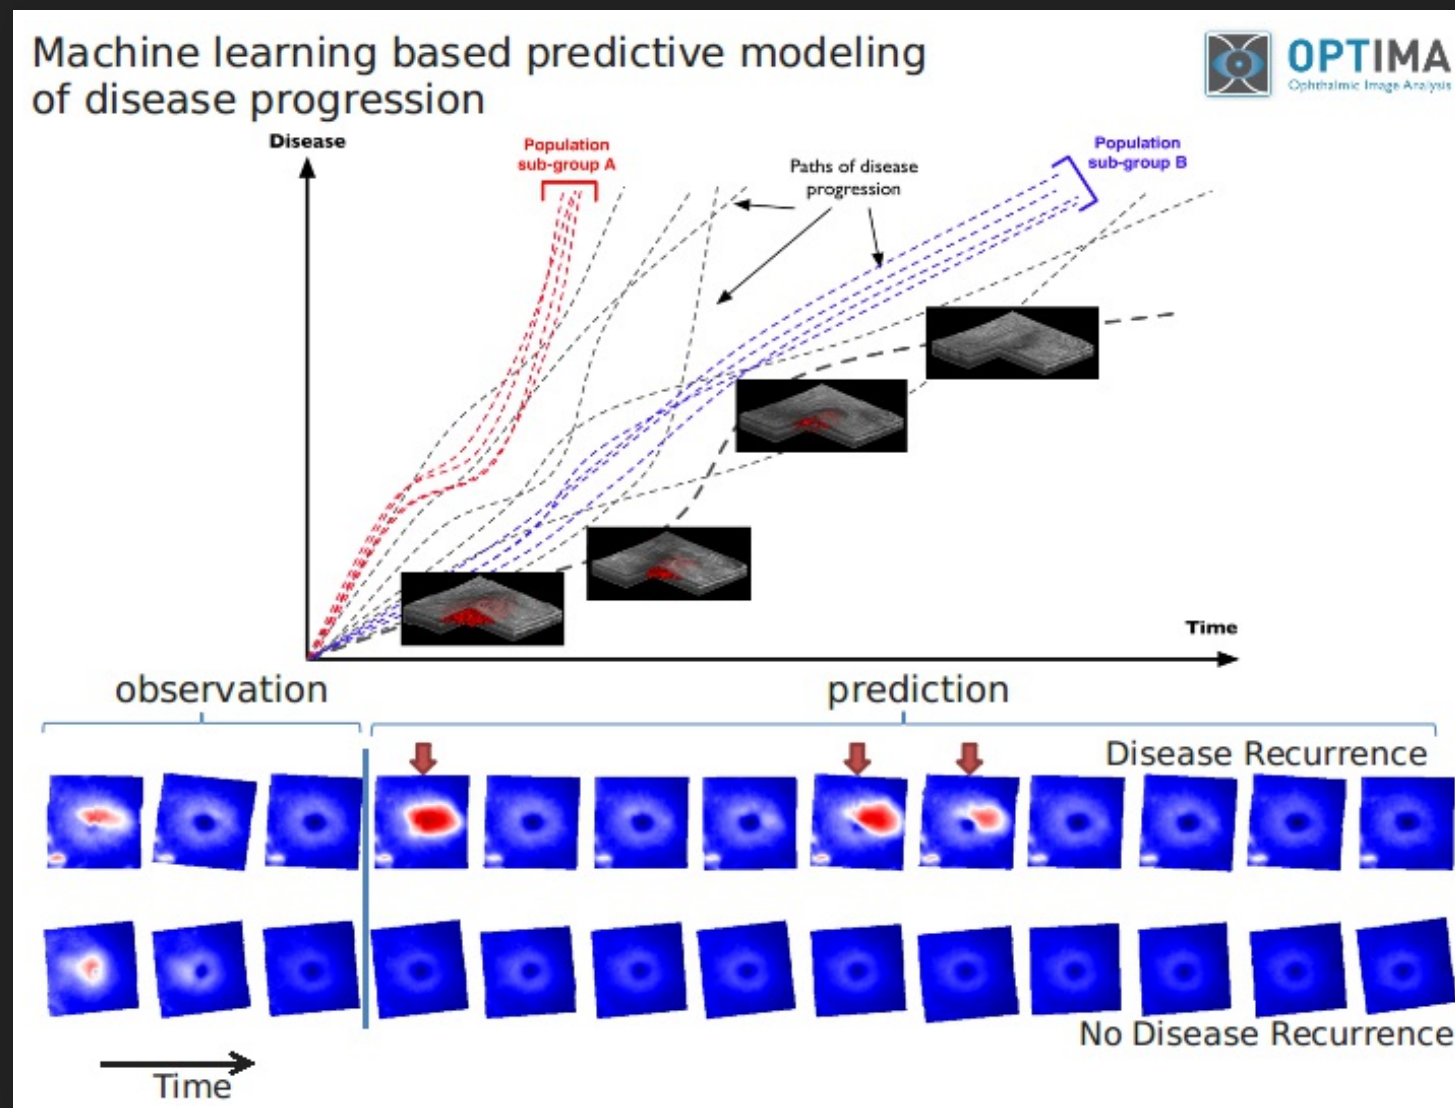 Machine learning based predictive modeling
of disease progression
OPTIMA
Ophthalmic Image Analysis
Disease
Population
sub-group A
Paths of disease
progression
Population
sub-group B
Time
observation
prediction
Disease Recurrence
No Disease Recurrence
Time